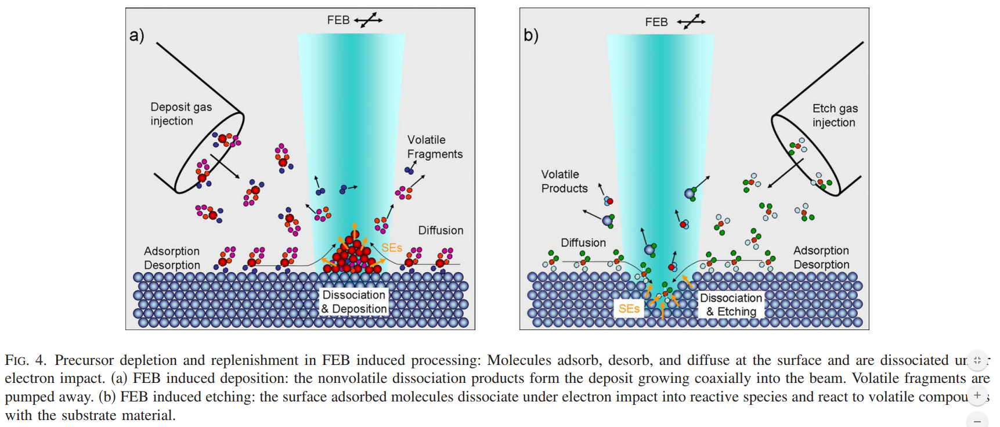 a)
FEB
Deposit gas
injection
Volatile
Fragments
Diffusion
SEs
Adsorption
Desorption
Dissociation
& Deposition
b)
FEB
Etch gas
injection
Volatile
Products
Diffusion
Adsorption
Desorption
SEs
Dissociation
& Etching
FIG. 4. Precursor depletion and replenishment in FEB induced processing: Molecules adsorb, desorb, and diffuse at the surface and are dissociated
electron impact. (a) FEB induced deposition: the nonvolatile dissociation products form the deposit growing coaxially into the beam. Volatile fragments are
pumped away. (b) FEB induced etching: the surface adsorbed molecules dissociate under electron impact into reactive species and react to volatile
with the substrate material.